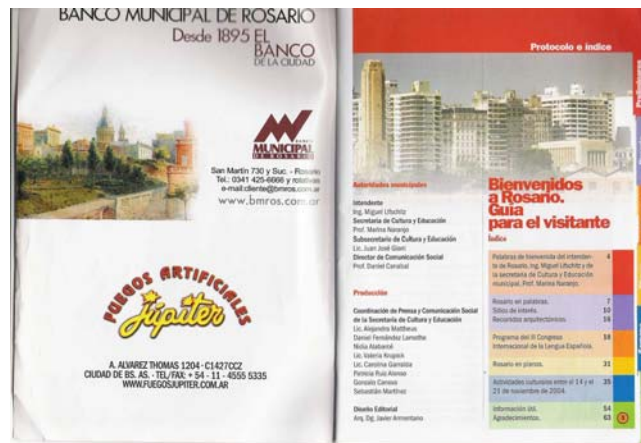 BANCO MUNICIPAL DE ROSARIO
Desde 1895 EL
BANCO
DE LA CIUDAD
BANCO
MUNICIPAL
DE ROSARIO
San Martín 730 y Suc. - Rosario
Tel.: 0341 425-6666 y rotativas
e-mail:cliente@bmros.com.ar
www.bmros.com.ar
FUEGOS ARTIFICIALES
Júpiter
A. ALVAREZ THOMAS 1204 - C1427CCZ
CIUDAD DE BS. AS. - TEL/FAX: + 54 - 11 - 4555 5335
WWW.FUEGOSJUPITER.COM.AR
Protocolo e índice
Preliminares
Autoridades municipales
Intendente
Ing. Miguel Lifschitz
Secretaria de Cultura y Educación
Prof. Marina Naranjo
Subsecretario de Cultura y Educación
Lic. Juan José Giani
Director de Comunicación Social
Prof. Daniel Canabal
Producción
Coordinación de Prensa y Comunicación Social
de la Secretaría de Cultura y Educación
Lic. Alejandra Mattheus
Daniel Fernández Lamothe
Nidia
Lic. Valeria Krupick
Lic. Carolina Garralda
Patricia Ruiz Alonso
Gonzalo Canova
Sebastián Martínez
Diseño Editorial
Arq. Dg. Javier Armentano
Bienvenidos
a Rosario.
Guía
para el visitante
Índice
Palabras de bienvenida del intenden- 4
te de Rosario, Ing. Miguel Lifschitz y de
la secretaria de Cultura y Educación
municipal, Prof. Marina Naranjo.
Rosario en palabras. 7
Sitios de interés. 10
Recorridos arquitectónicos. 16
Programa del III Congreso 18
Internacional de la Lengua Española.
Rosario en planos. 31
Actividades culturales entre el 14 y el 35
21 de noviembre de 2004.
Información útil. 54
Agradecimientos. 63